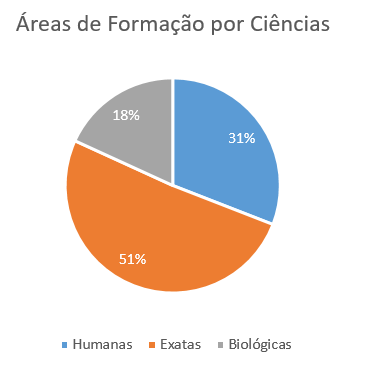 Áreas de Formação por Ciências
18%
31%
51%
Humanas Exatas Biológicas